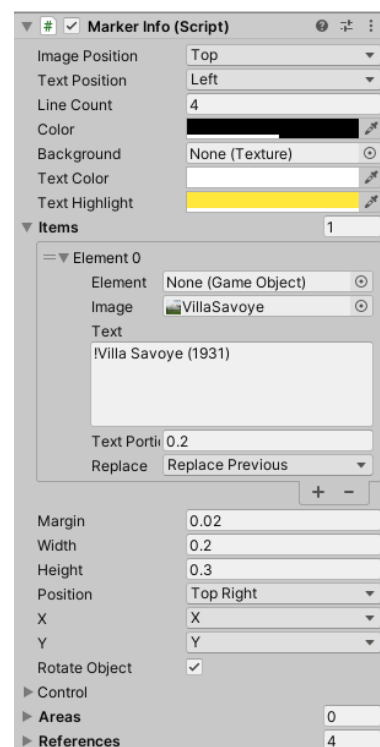 Marker Info (Script)
Image Position Top
Text Position Left
Line Count 4
Color
Background None (Texture)
Text Color
Text Highlight
Items 1
Element 0
Element None (Game Object)
Image VillaSavoye
Text
!Villa Savoye (1931)
Text Porti 0.2
Replace Replace Previous
+ -
Margin 0.02
Width 0.2
Height 0.3
Position Top Right
X X
Y Y
Rotate Object
Control
Areas 0
References 4